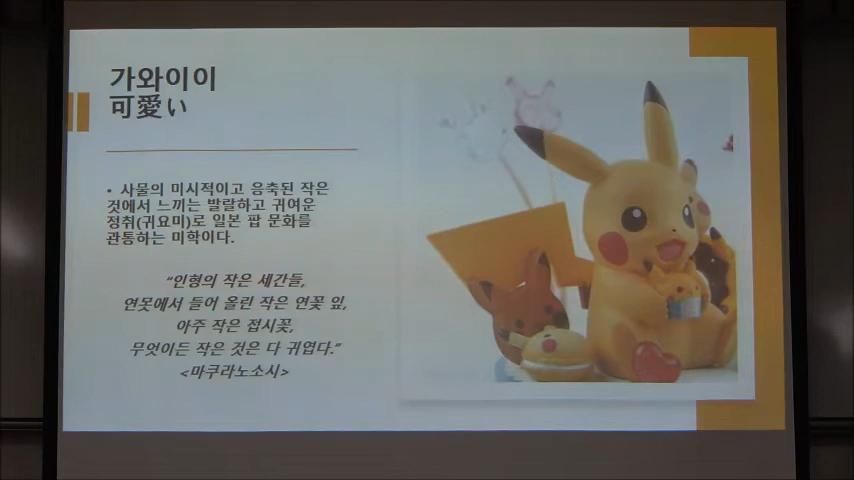 가와이이
可愛い
• 사물의 미시적이고 응축된 작은
것에서 느끼는 발랄하고 귀여운
정취(귀요미)로 일본 팝 문화를
관통하는 미학이다.
“인형의 작은 세간들,
연못에서 들어 올린 작은 연꽃 잎,
아주 작은 접시꽃,
무엇이든 작은 것은 다 귀엽다.”
<마쿠라노소시>